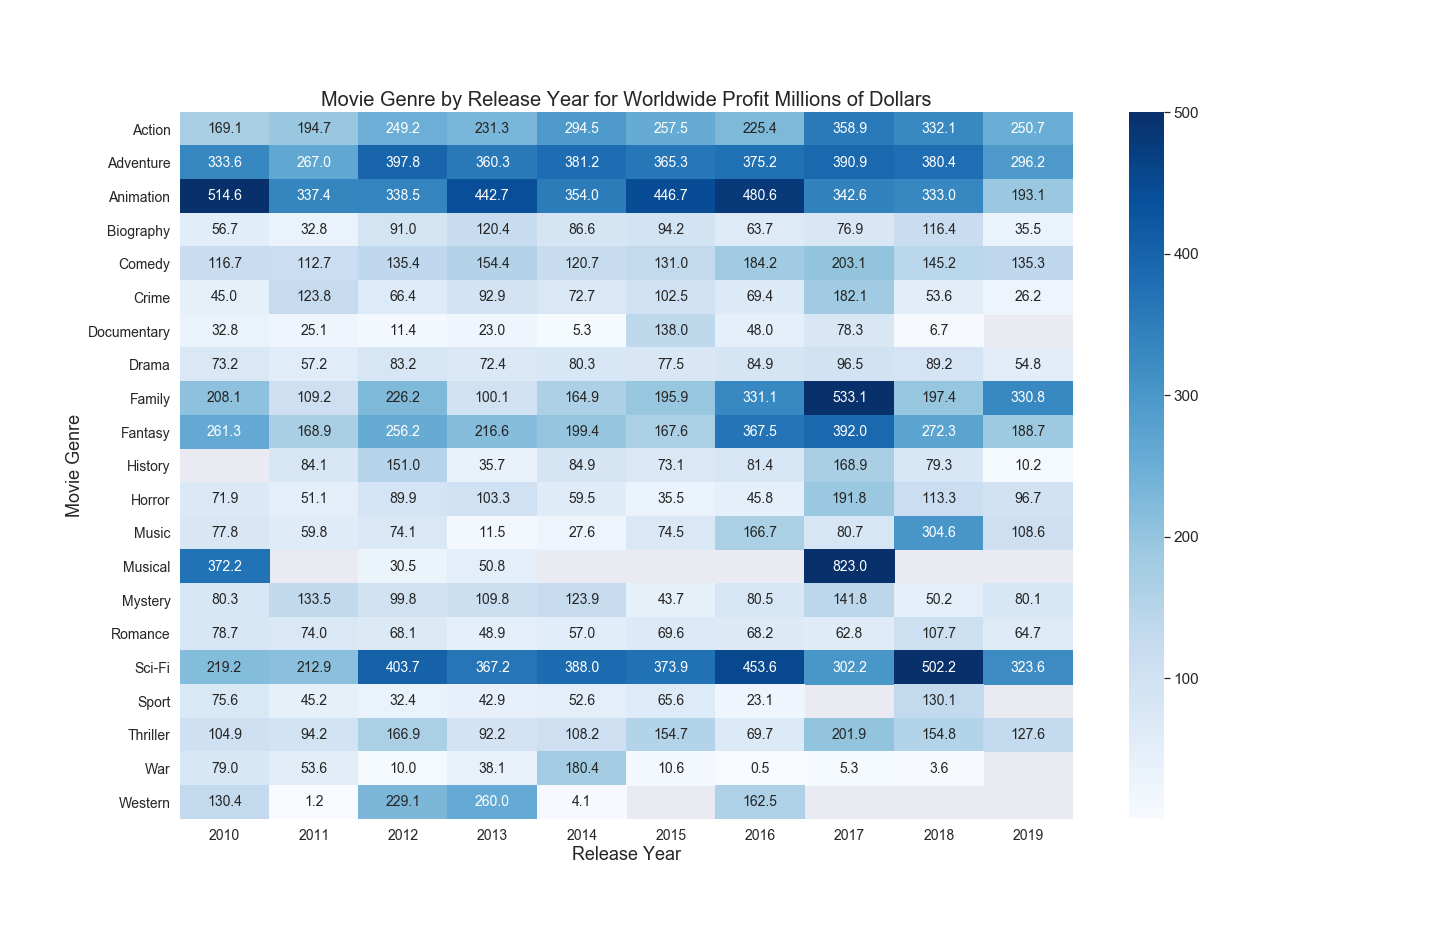 Movie Genre by Release Year for Worldwide Profit Millions of Dollars
Action 169.1 194.7 249.2 231.3 294.5 257.5 225.4 358.9 332.1 250.7
Adventure 333.6 267.0 397.8 360.3 381.2 365.3 375.2 390.9 380.4 296.2
Animation 514.6 337.4 338.5 442.7 354.0 446.7 480.6 342.6 333.0 193.1
Biography 56.7 32.8 91.0 120.4 86.6 94.2 63.7 76.9 116.4 35.5
Comedy 116.7 112.7 135.4 154.4 120.7 131.0 184.2 203.1 145.2 135.3
Crime 45.0 123.8 66.4 92.9 72.7 102.5 69.4 182.1 53.6 26.2
Documentary 32.8 25.1 11.4 23.0 5.3 138.0 48.0 78.3 6.7
Drama 73.2 57.2 83.2 72.4 80.3 77.5 84.9 96.5 89.2 54.8
Family 208.1 109.2 226.2 100.1 164.9 195.9 331.1 533.1 197.4 330.8
Fantasy 261.3 168.9 256.2 216.6 199.4 167.6 367.5 392.0 272.3 188.7
History 84.1 151.0 35.7 84.9 73.1 81.4 168.9 79.3 10.2
Horror 71.9 51.1 89.9 103.3 59.5 35.5 45.8 191.8 113.3 96.7
Music 77.8 59.8 74.1 11.5 27.6 74.5 166.7 80.7 304.6 108.6
Musical 372.2 30.5 50.8 823.0
Mystery 80.3 133.5 99.8 109.8 123.9 43.7 80.5 141.8 50.2 80.1
Romance 78.7 74.0 68.1 48.9 57.0 69.6 68.2 62.8 107.7 64.7
Sci-Fi 219.2 212.9 403.7 367.2 388.0 373.9 453.6 302.2 502.2 323.6
Sport 75.6 45.2 32.4 42.9 52.6 65.6 23.1 130.1
Thriller 104.9 94.2 166.9 92.2 108.2 154.7 69.7 201.9 154.8 127.6
War 79.0 53.6 10.0 38.1 180.4 10.6 0.5 5.3 3.6
Western 130.4 1.2 229.1 260.0 4.1 162.5
2010 2011 2012 2013 2014 2015 2016 2017 2018 2019
Release Year
Movie Genre
500
400
300
200
100